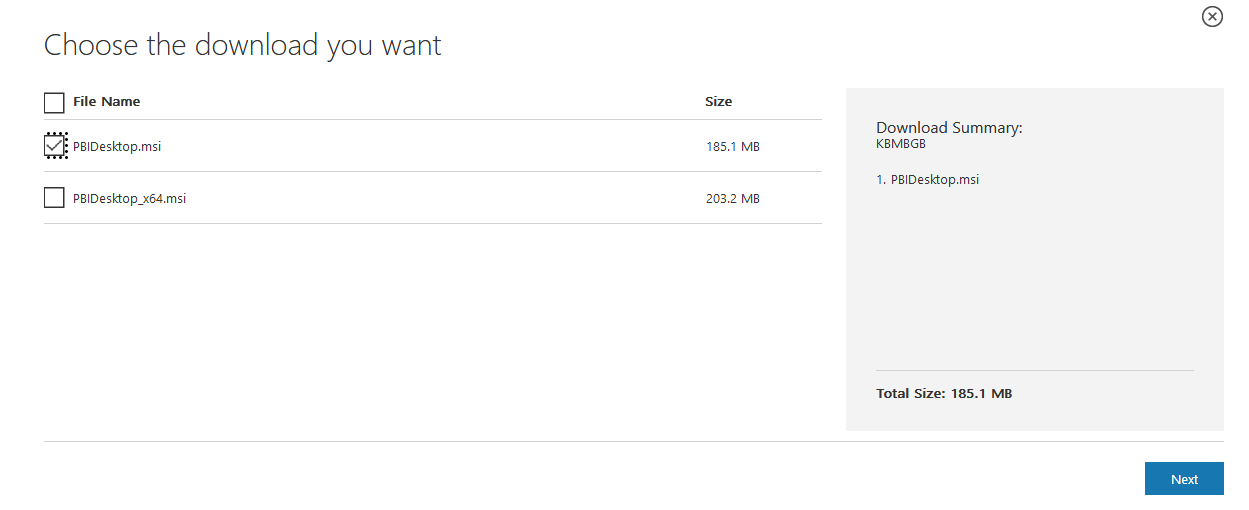 Choose the download you want
File Name Size
PBIDesktop.msi 185.1 MB
PBIDesktop_x64.msi 203.2 MB
Download Summary:
KBMBGB
1. PBIDesktop.msi
Total Size: 185.1 MB
Next